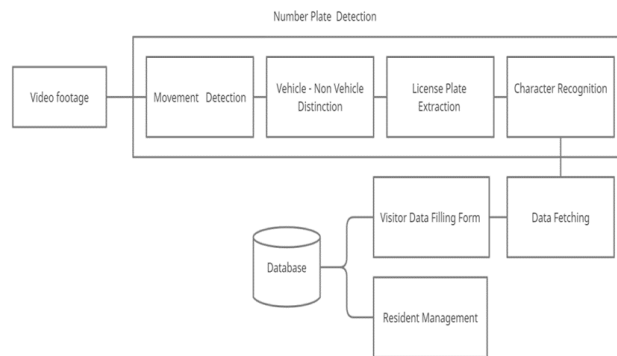 Number Plate Detection
Video footage
Movement Detection
Vehicle - Non Vehicle
Distinction
License Plate
Extraction
Character Recognition
Visitor Data Filling Form
Data Fetching
Database
Resident Management